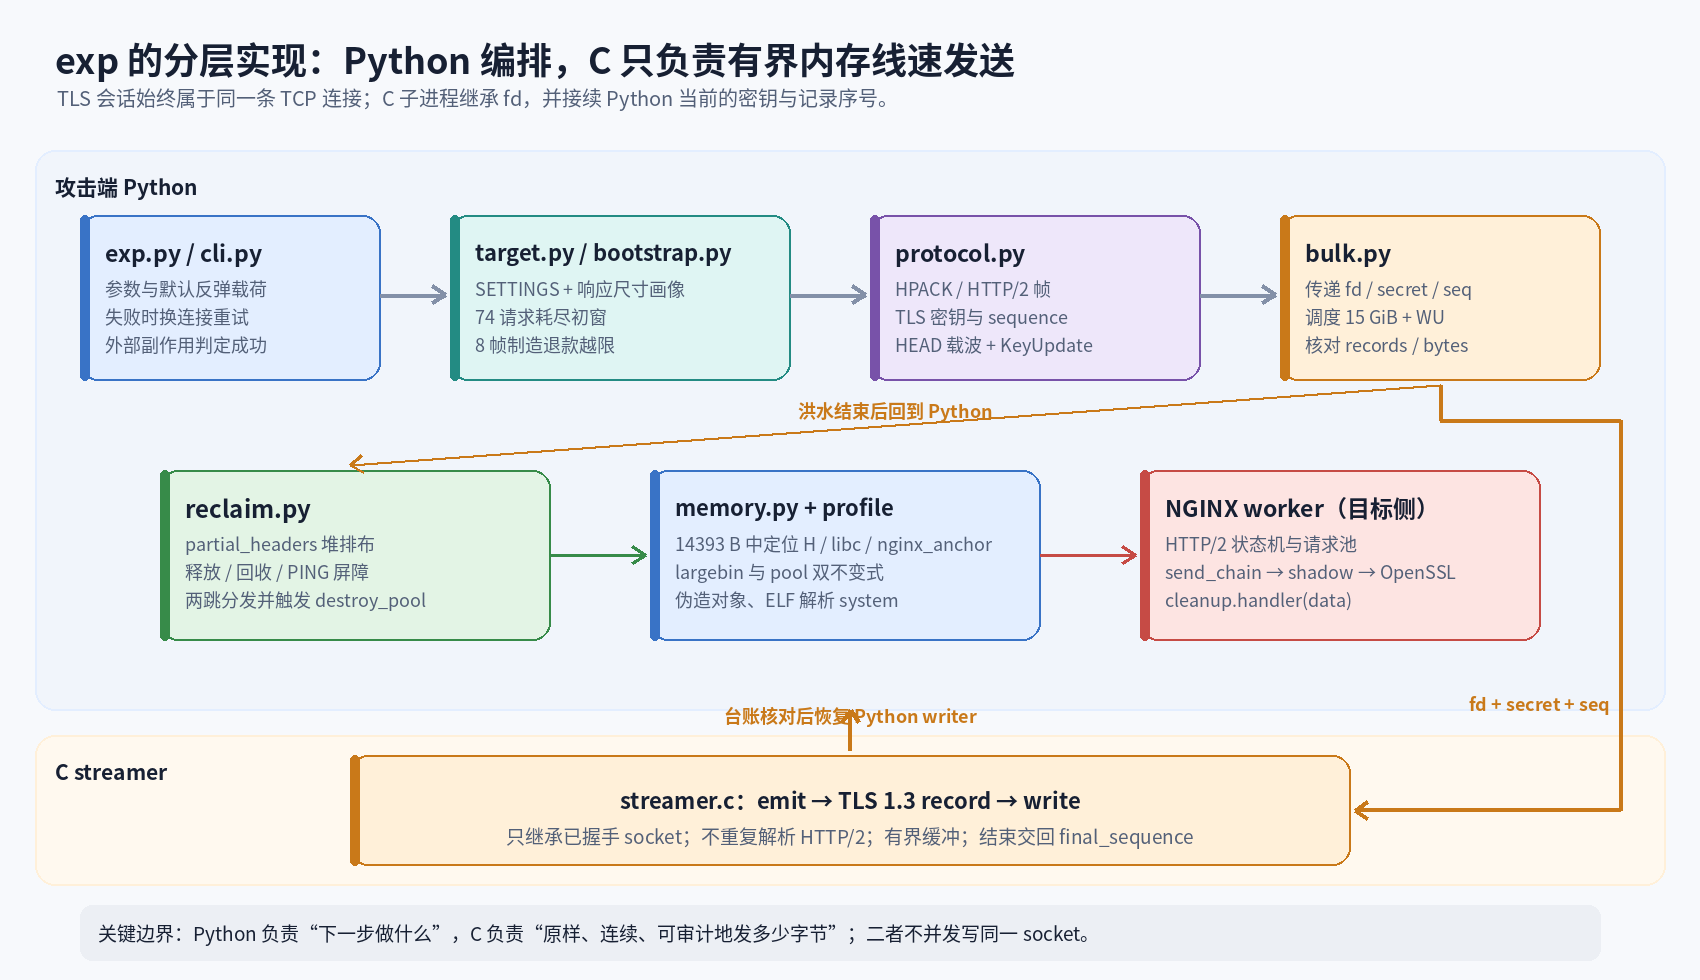 exp 的分层实现：Python 编排，C 只负责有界内存线速发送
TLS 会话始终属于同一条 TCP 连接；C 子进程继承 fd，并接续 Python 当前的密钥与记录序号。
攻击端 Python
exp.py / cli.py
参数与默认反弹载荷
失败时换连接重试
外部副作用判定成功
target.py / bootstrap.py
SETTINGS + 响应尺寸画像
74 请求耗尽初窗
8 帧制造退款越限
protocol.py
HPACK / HTTP/2 帧
TLS 密钥与 sequence
HEAD 载波 + KeyUpdate
bulk.py
传递 fd / secret / seq
调度 15 GiB + WU
核对 records / bytes
洪水结束后回到 Python
reclaim.py
partial_headers 堆排布
释放 / 回收 / PING 屏障
两跳分发并触发 destroy_pool
memory.py + profile
14393 B 中定位 H / libc / nginx_anchor
largebin 与 pool 双不变式
伪造对象、ELF 解析 system
NGINX worker（目标侧）
HTTP/2 状态机与请求池
send_chain → shadow → OpenSSL
cleanup.handler(data)
fd + secret + seq
台账核对后恢复 Python writer
C streamer
streamer.c：emit → TLS 1.3 record → write
只继承已握手 socket；不重复解析 HTTP/2；有界缓冲；结束交回 final_sequence
关键边界：Python 负责“下一步做什么”，C 负责“原样、连续、可审计地发多少字节”；二者不并发写同一 socket。